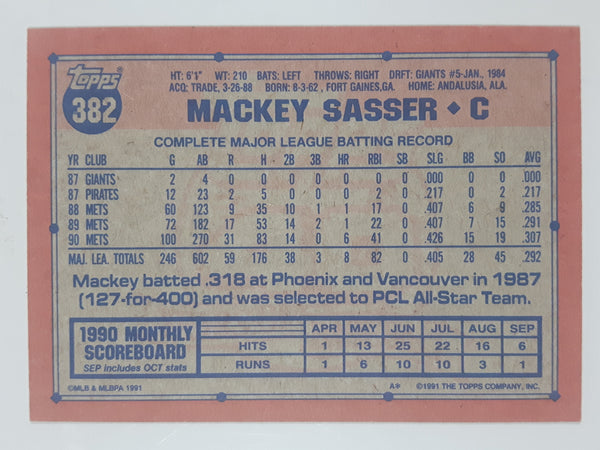 topps
382
HT: 6'1" WT: 210 BATS: LEFT THROWS: RIGHT DRFT: GIANTS #5-JAN., 1984
ACQ: TRADE, 3-26-88 BORN: 8-3-62, FORT GAINES,GA. HOME: ANDALUSIA, ALA.
MACKEY SASSER • C
COMPLETE MAJOR LEAGUE BATTING RECORD
YR CLUB G AB R H 2B 3B HR RBI SB SLG BB SO AVG
87 GIANTS 2 4 0 0 0 0 0 0 0 .000 0 0 .000
87 PIRATES 12 23 2 5 0 0 0 2 0 .217 0 2 .217
88 METS 60 123 9 35 10 1 1 17 0 .407 6 9 .285
89 METS 72 182 17 53 14 2 1 22 0 .407 7 15 .291
90 METS 100 270 31 83 14 0 6 41 0 .426 15 19 .307
MAJ. LEA. TOTALS 246 602 59 176 38 3 8 82 0 .405 28 45 .292
Mackey batted .318 at Phoenix and Vancouver in 1987
(127-for-400) and was selected to PCL All-Star Team.
1990 MONTHLY SCOREBOARD
SEP includes OCT stats
APR MAY JUN JUL AUG SEP
HITS 1 13 25 22 16 6
RUNS 1 6 10 10 3 1
©MLB & MLBPA 1991 A* ©1991 THE TOPPS COMPANY, INC.